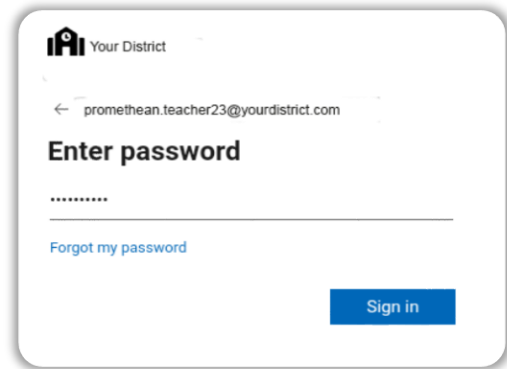 Your District
← promethean.teacher23@yourdistrict.com
Enter password
••••••••••
Forgot my password
Sign in